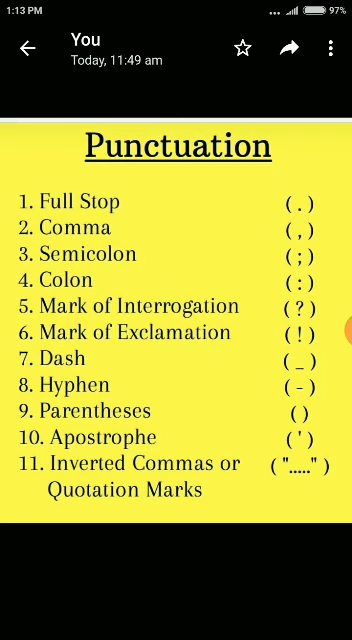 1:13 PM ... 97%
You
Today, 11:49 am
Punctuation
1. Full Stop ( . )
2. Comma ( , )
3. Semicolon ( ; )
4. Colon ( : )
5. Mark of Interrogation ( ? )
6. Mark of Exclamation ( ! )
7. Dash ( _ )
8. Hyphen ( - )
9. Parentheses ( )
10. Apostrophe ( ' )
11. Inverted Commas or ( "....." )
Quotation Marks